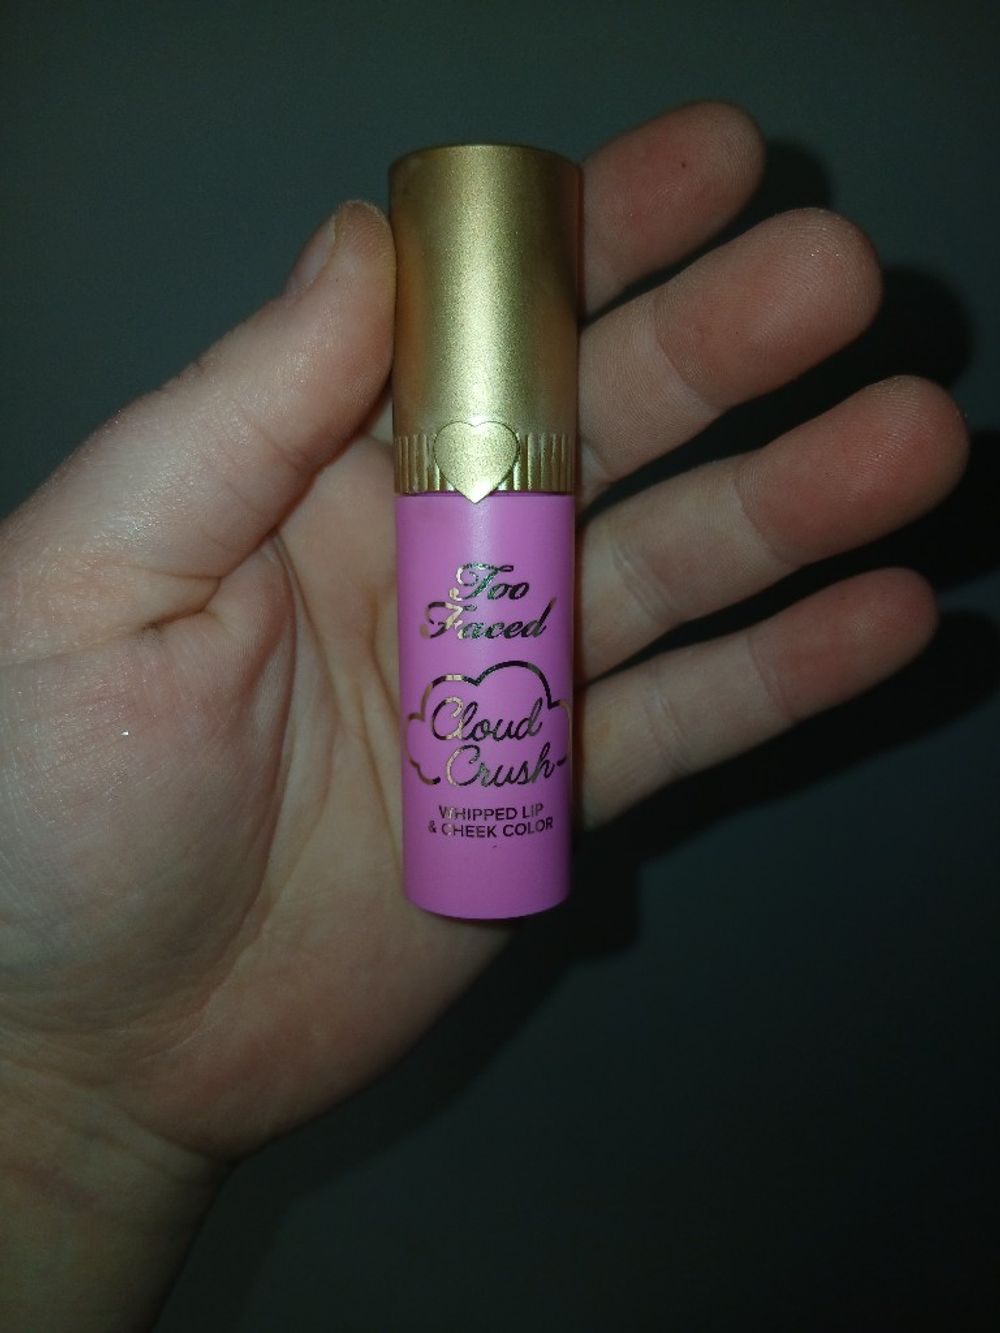 Too
Faced
Cloud
Crush
WHIPPED LIP
& CHEEK COLOR